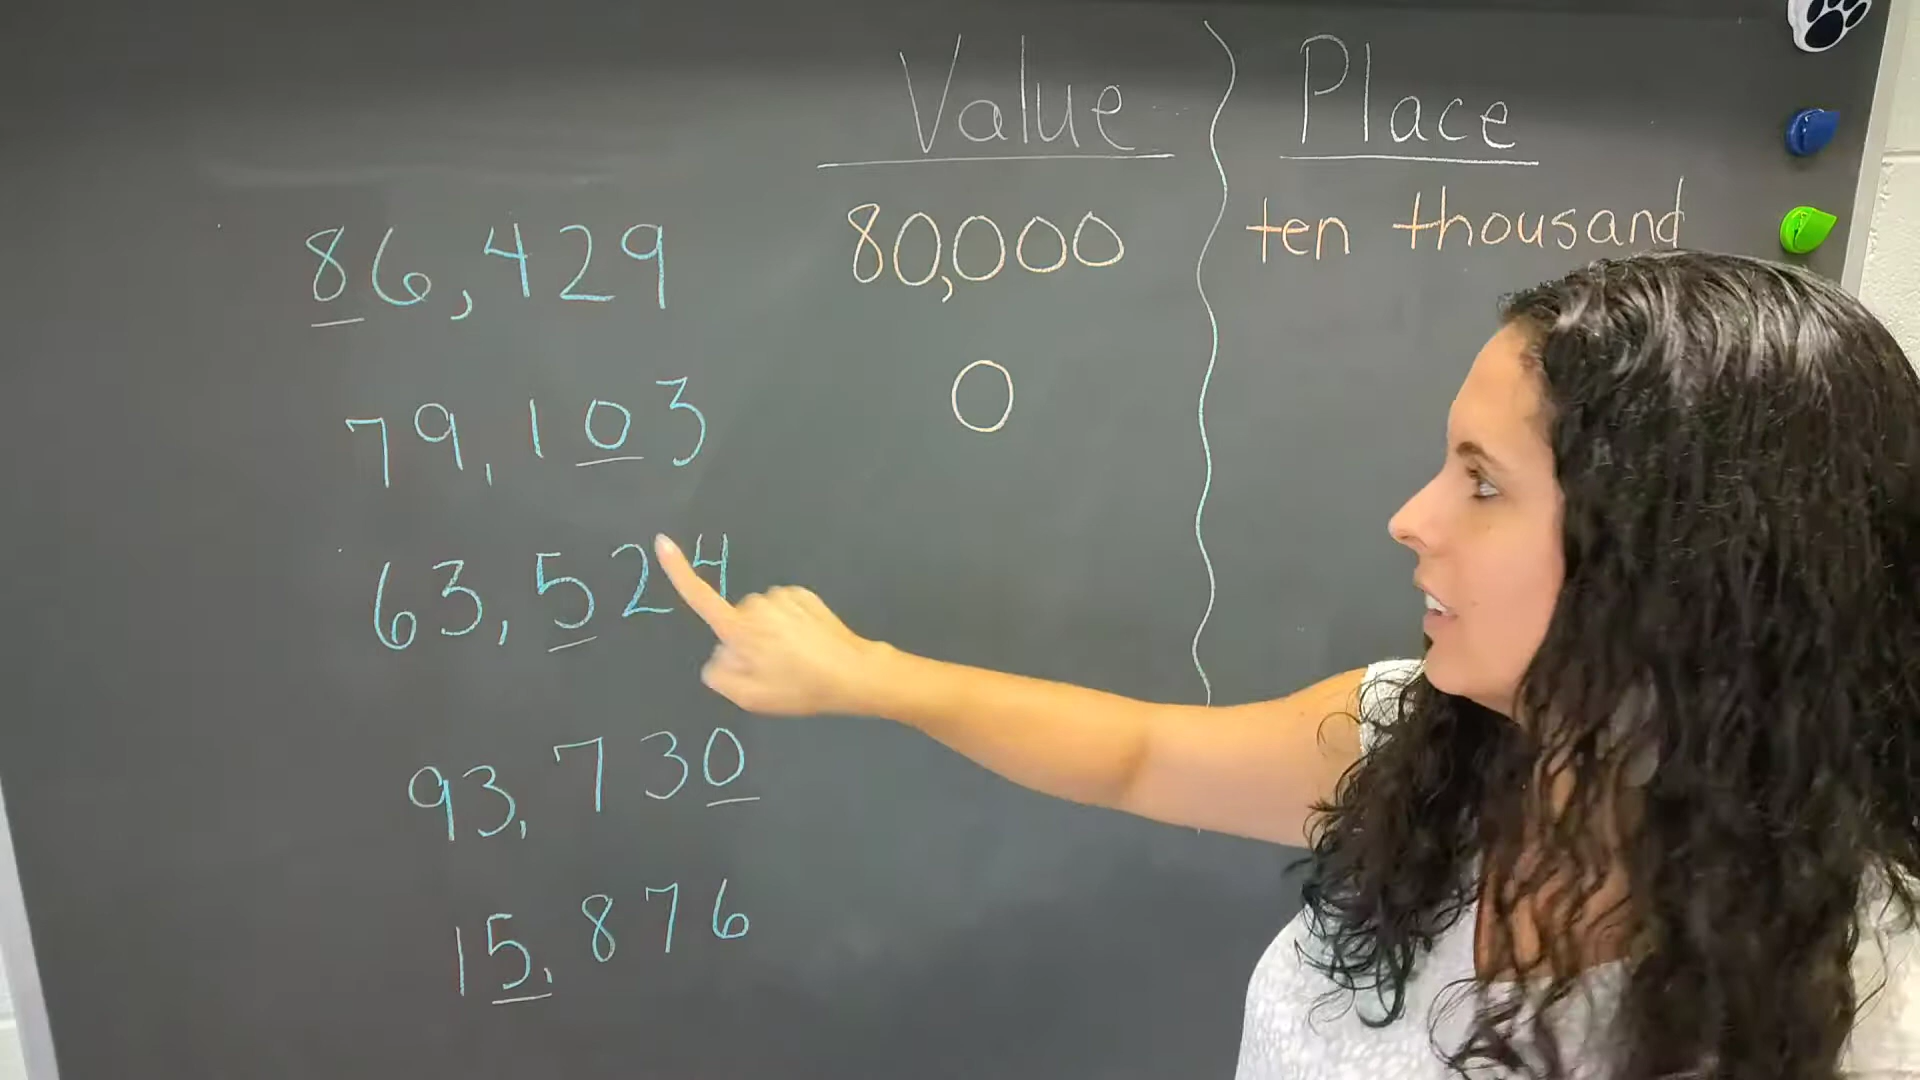 Value Place
86,429 80,000 ten thousand
79,103 0
63,524
93,730
15,876